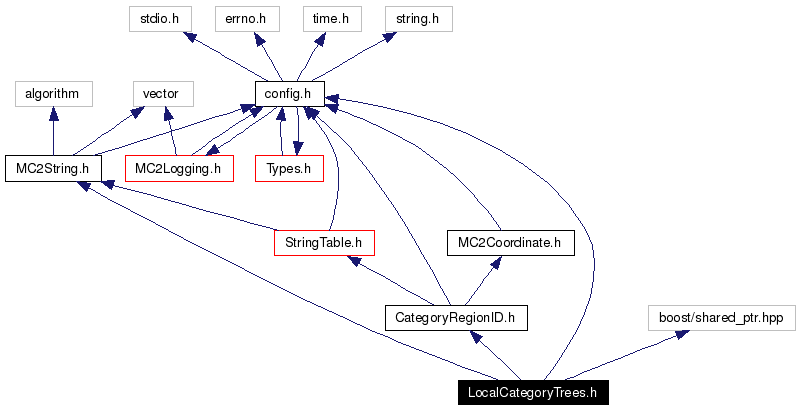 stdio.h
errno.h
time.h
string.h
algorithm
vector
config.h
MC2String.h
MC2Logging.h
Types.h
StringTable.h
MC2Coordinate.h
CategoryRegionID.h
boost/shared_ptr.hpp
LocalCategoryTrees.h